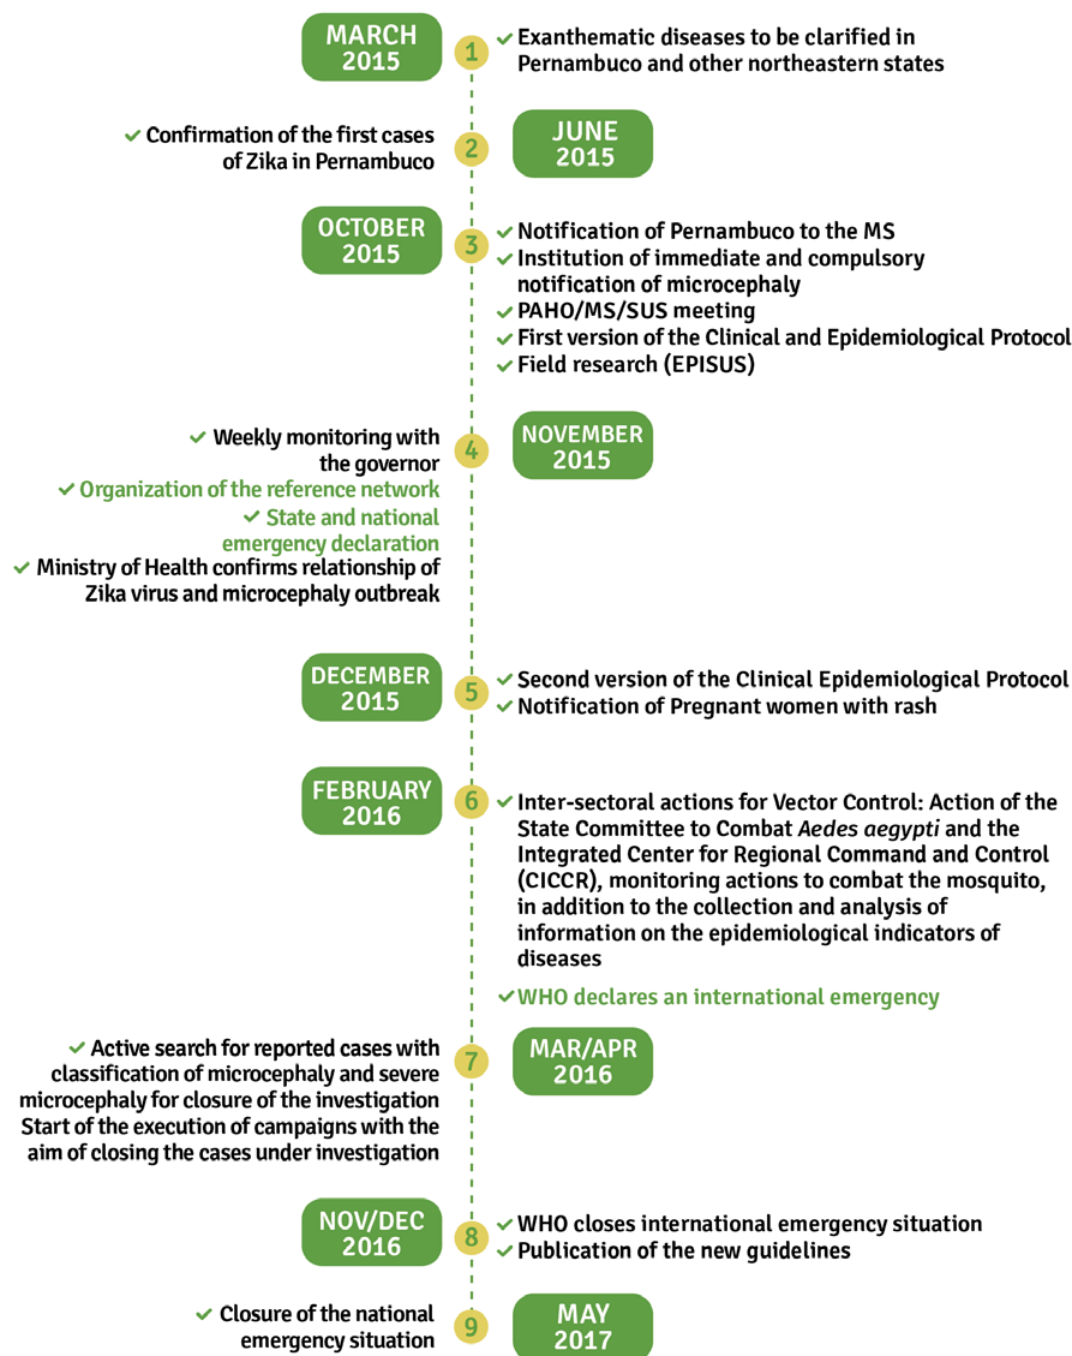 MARCH
2015
1
Exanthematic diseases to be clarified in
Pernambuco and other northeastern states
Confirmation of the first cases
of Zika in Pernambuco
2
JUNE
2015
OCTOBER
2015
3
Notification of Pernambuco to the MS
Institution of immediate and compulsory
notification of microcephaly
PAHO/MS/SUS meeting
First version of the Clinical and Epidemiological Protocol
Field research (EPISUS)
Weekly monitoring with
the governor
Organization of the reference network
State and national
emergency declaration
Ministry of Health confirms relationship of
Zika virus and microcephaly outbreak
4
NOVEMBER
2015
DECEMBER
2015
5
Second version of the Clinical Epidemiological Protocol
Notification of Pregnant women with rash
FEBRUARY
2016
6
Inter-sectoral actions for Vector Control: Action of the
State Committee to Combat Aedes aegypti and the
Integrated Center for Regional Command and Control
(CICCR), monitoring actions to combat the mosquito,
in addition to the collection and analysis of
information on the epidemiological indicators of
diseases
WHO declares an international emergency
Active search for reported cases with
classification of microcephaly and severe
microcephaly for closure of the investigation
Start of the execution of campaigns with the
aim of closing the cases under investigation
7
MAR/APR
2016
NOV/DEC
2016
8
WHO closes international emergency situation
Publication of the new guidelines
Closure of the national
emergency situation
9
MAY
2017